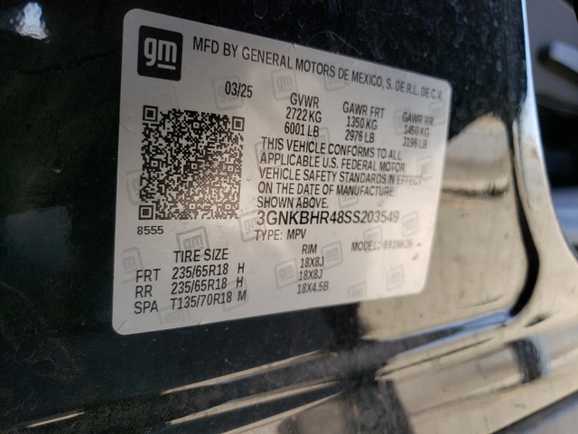 gm
MFD BY GENERAL MOTORS DE MEXICO, S. DE R.L. DE C.V.
03/25 GVWR GAWR FRT GAWR RR
2722 KG 1350 KG 1450 KG
6001 LB 2976 LB 3196 LB
THIS VEHICLE CONFORMS TO ALL
APPLICABLE U.S. FEDERAL MOTOR
VEHICLE SAFETY STANDARDS IN EFFECT
ON THE DATE OF MANUFACTURE
3GNKBHR48SS203549
8555 TYPE: MPV MODEL:
TIRE SIZE RIM
FRT 235/65R18 H 18X8J
RR 235/65R18 H 18X8J
SPA T135/70R18 M 18X4.5B